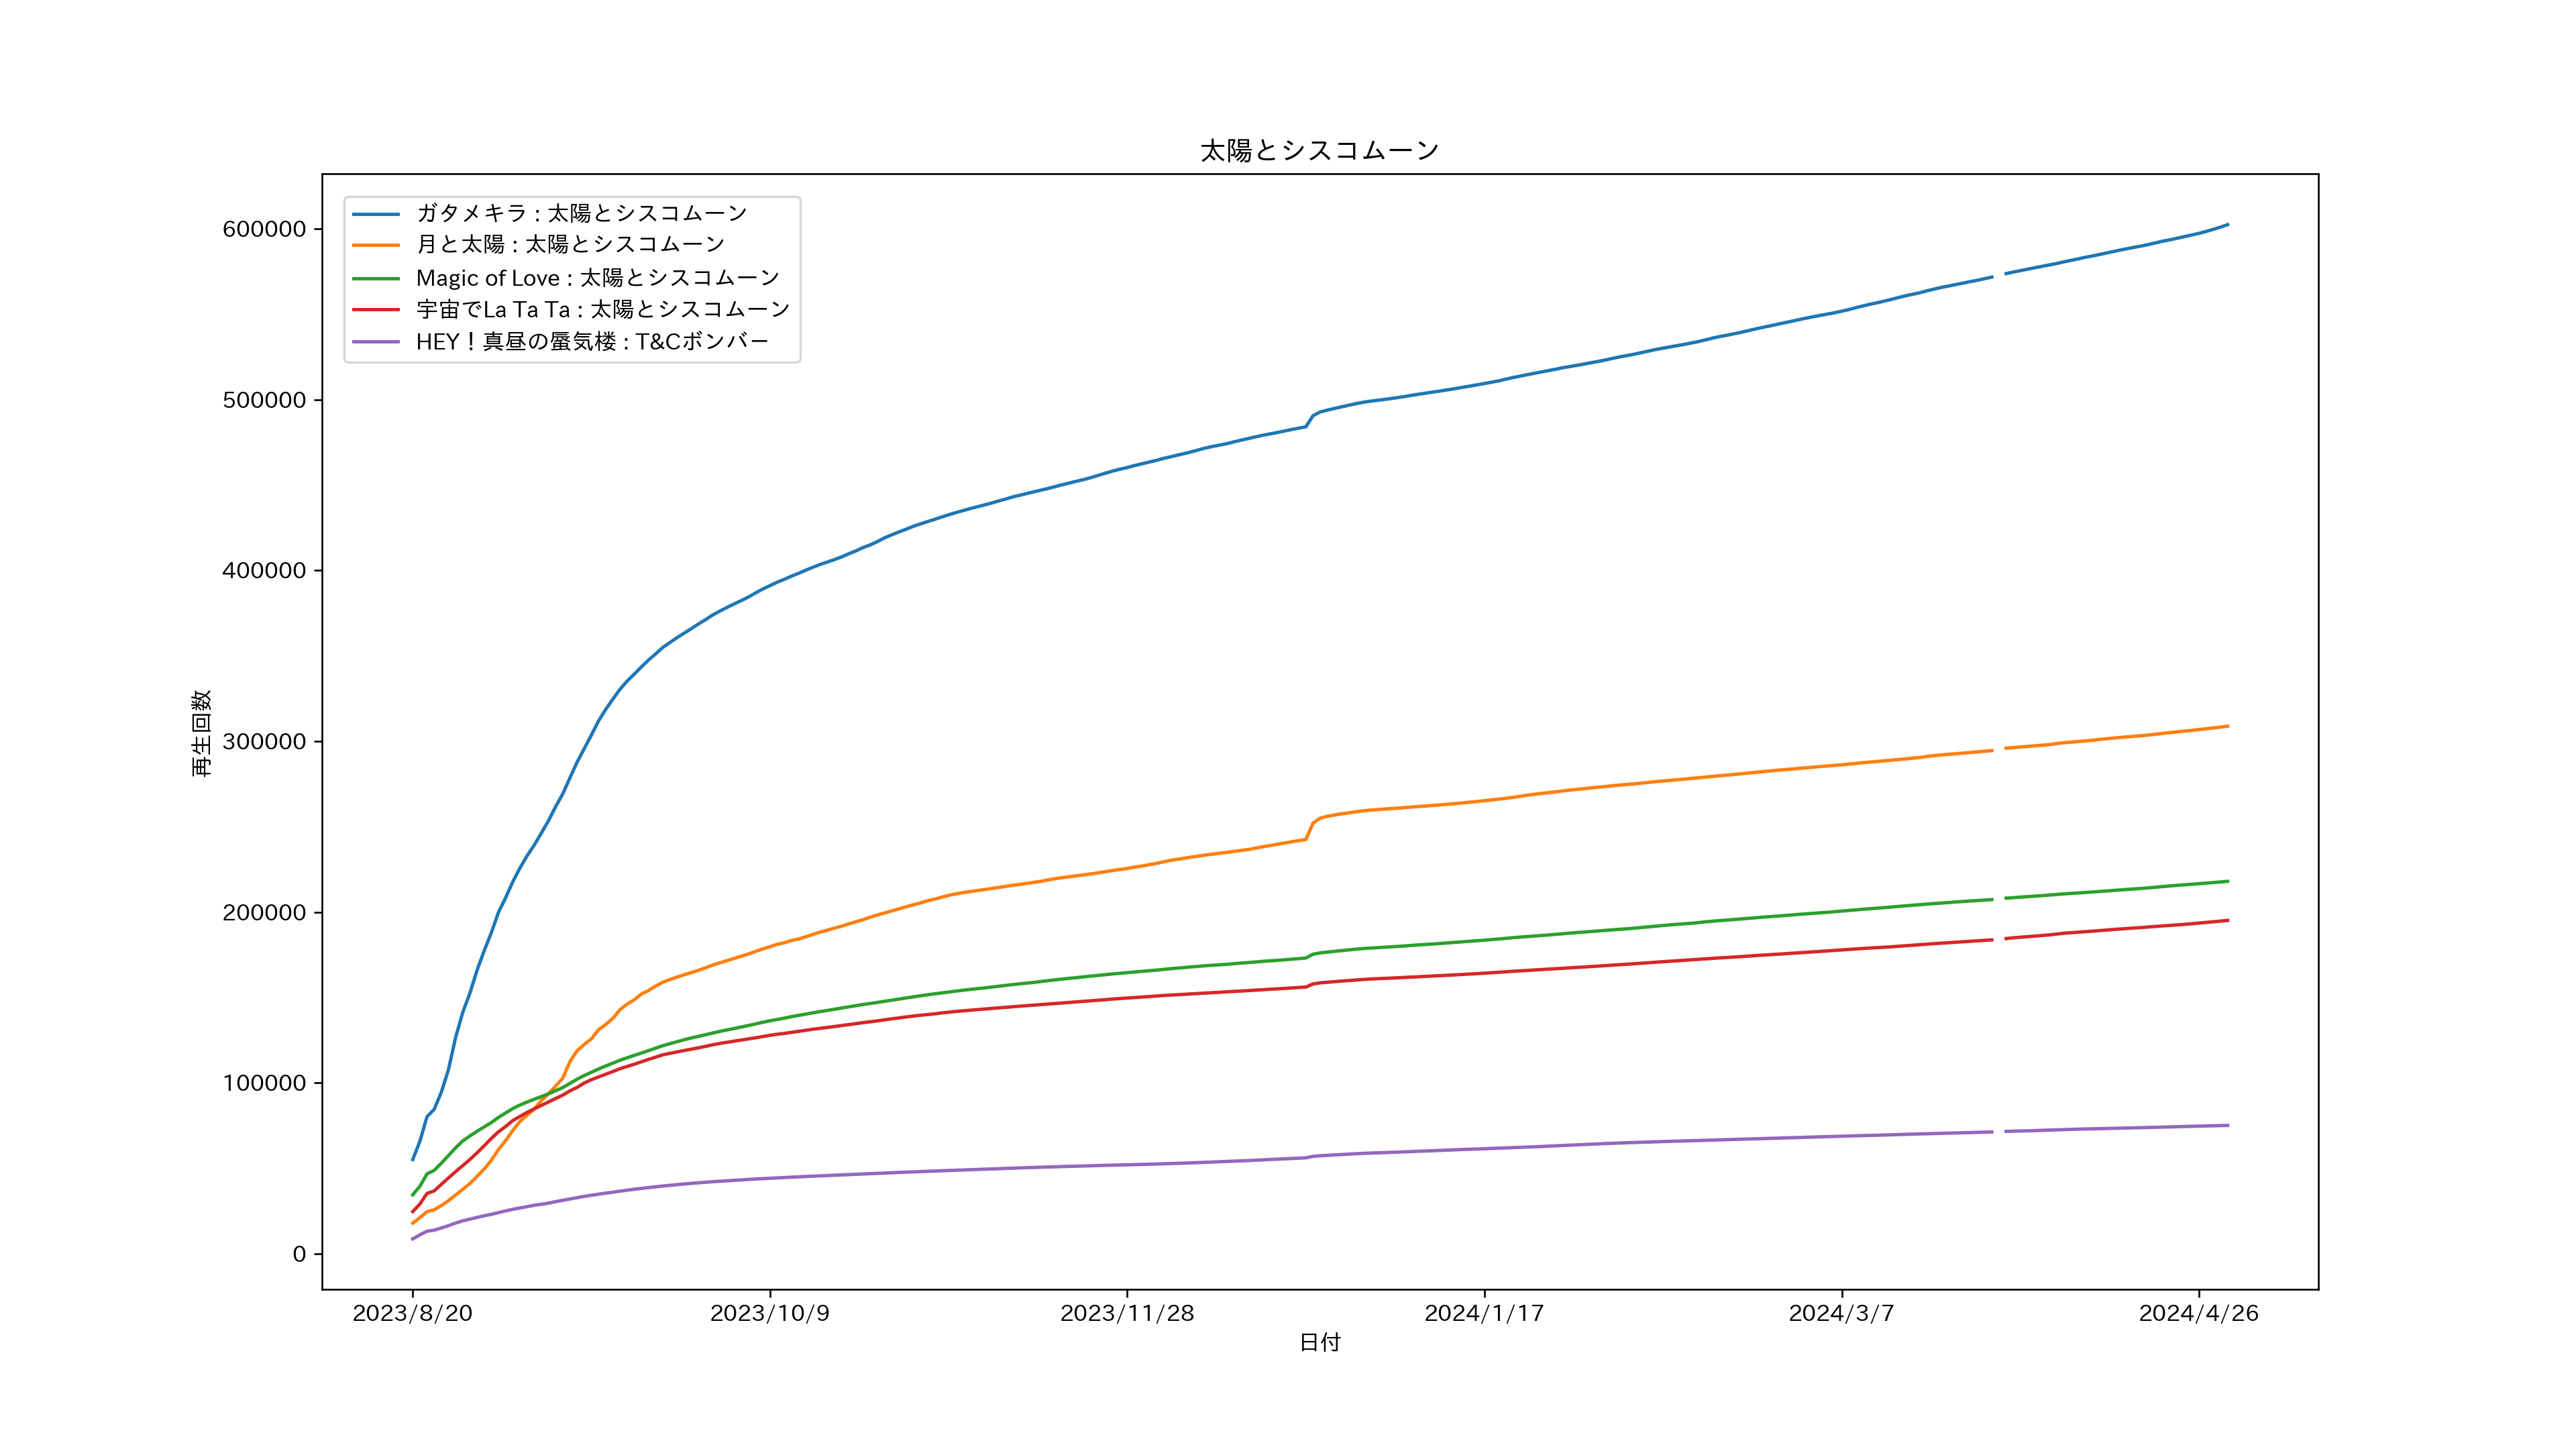 太陽とシスコムーン
ガタメキラ : 太陽とシスコムーン
月と太陽 : 太陽とシスコムーン
Magic of Love : 太陽とシスコムーン
宇宙でLa Ta Ta : 太陽とシスコムーン
HEY！真昼の蜃気楼 : T&Cボンバー
再生回数
600000
500000
400000
300000
200000
100000
0
2023/8/20
2023/10/9
2023/11/28
2024/1/17
2024/3/7
2024/4/26
日付